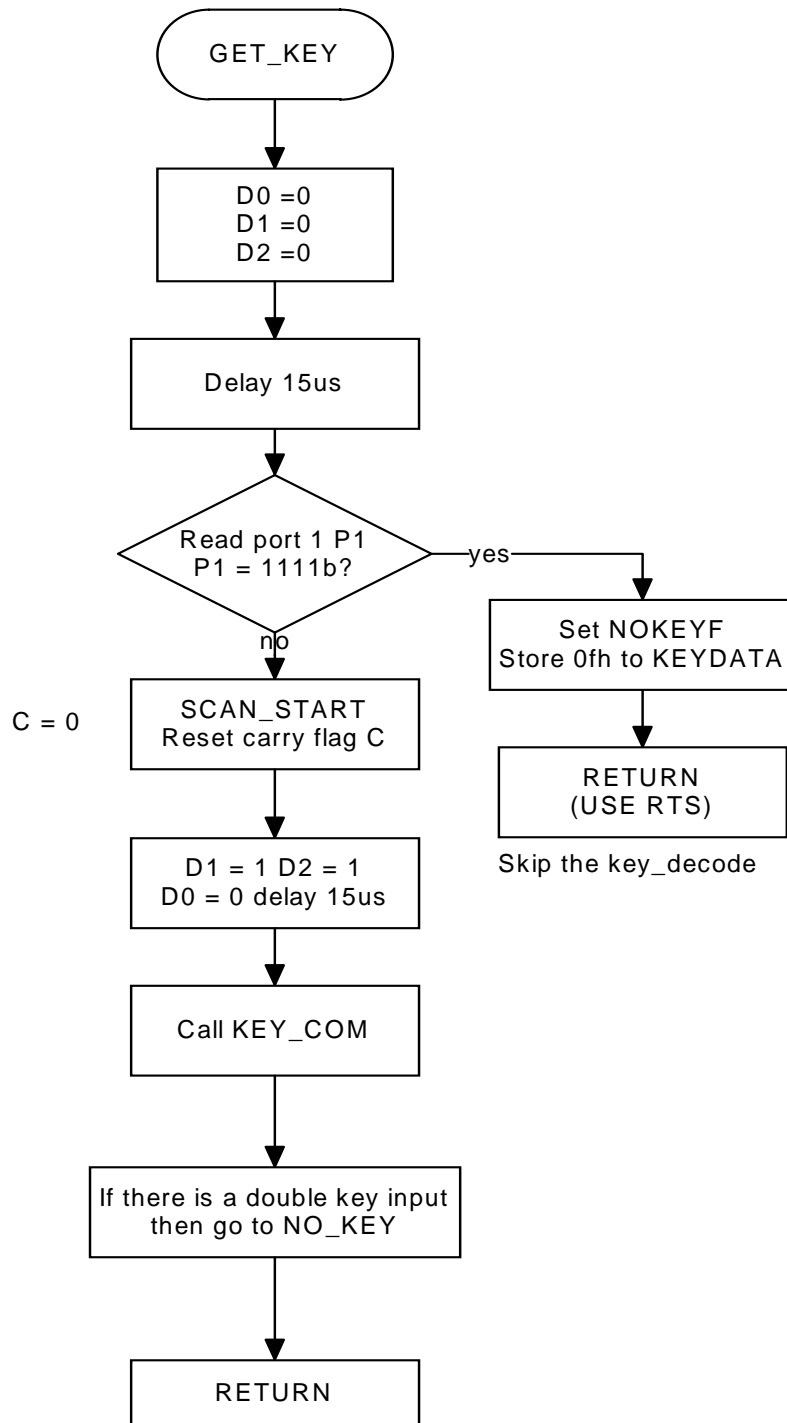 GET_KEY
D0 =0
D1 =0
D2 =0
Delay 15us
Read port 1 P1
P1 = 1111b?
yes
no
Set NOKEYF
Store 0fh to KEYDATA
C = 0
SCAN_START
Reset carry flag C
RETURN
(USE RTS)
Skip the key_decode
D1 = 1 D2 = 1
D0 = 0 delay 15us
Call KEY_COM
If there is a double key input
then go to NO_KEY
RETURN